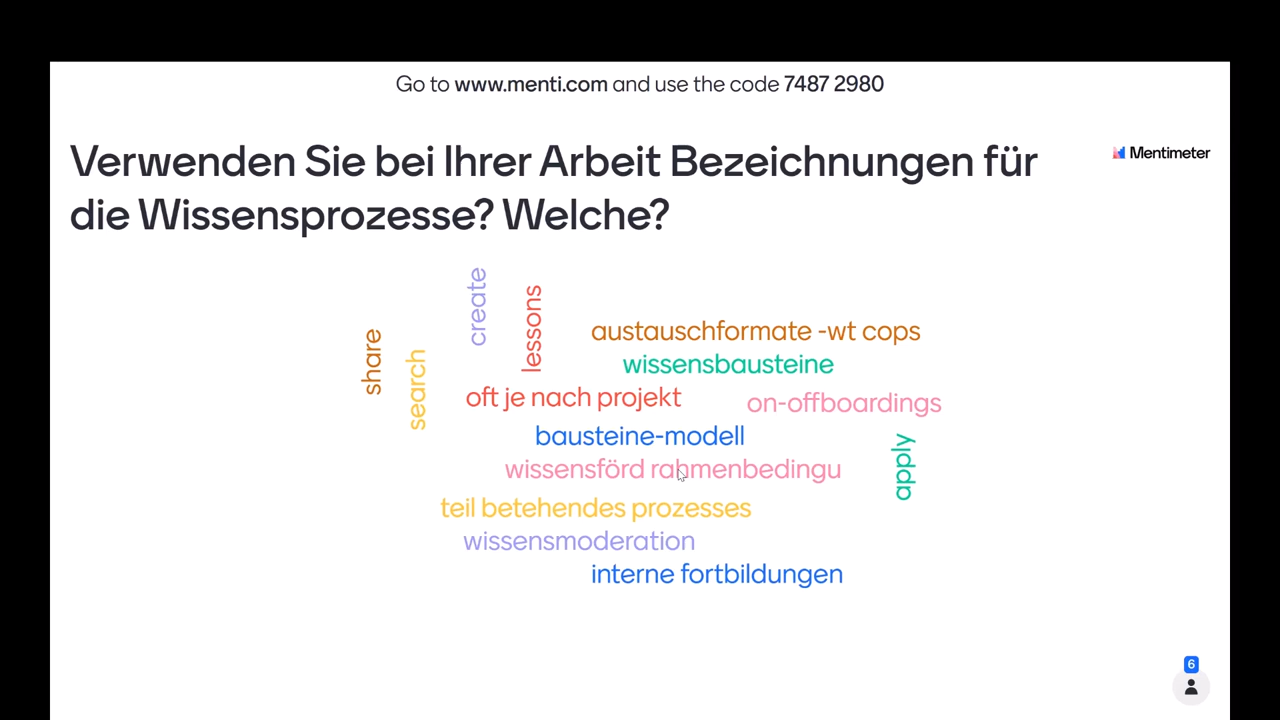 Go to www.menti.com and use the code 7487 2980
Mentimeter
Verwenden Sie bei Ihrer Arbeit Bezeichnungen für
die Wissensprozesse? Welche?
create
lessons
share
search
austauschformate -wt cops
wissensbausteine
oft je nach projekt
on-offboardings
bausteine-modell
apply
wissensförd rahmenbedingu
teil betehendes prozesses
wissensmoderation
interne fortbildungen
6